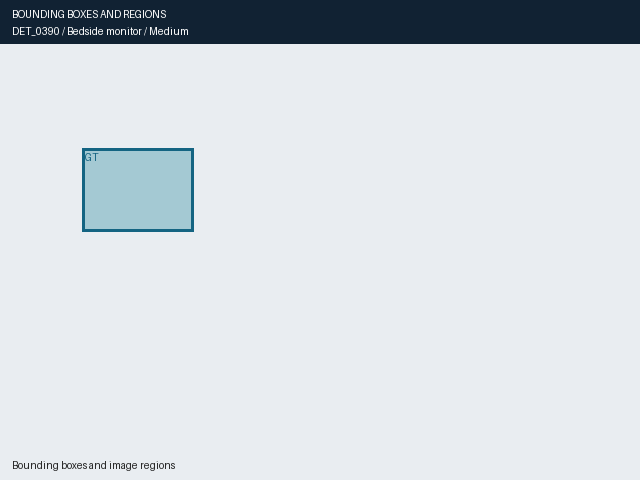 BOUNDING BOXES AND REGIONS
DET_0390 / Bedside monitor / Medium
GT
Bounding boxes and image regions